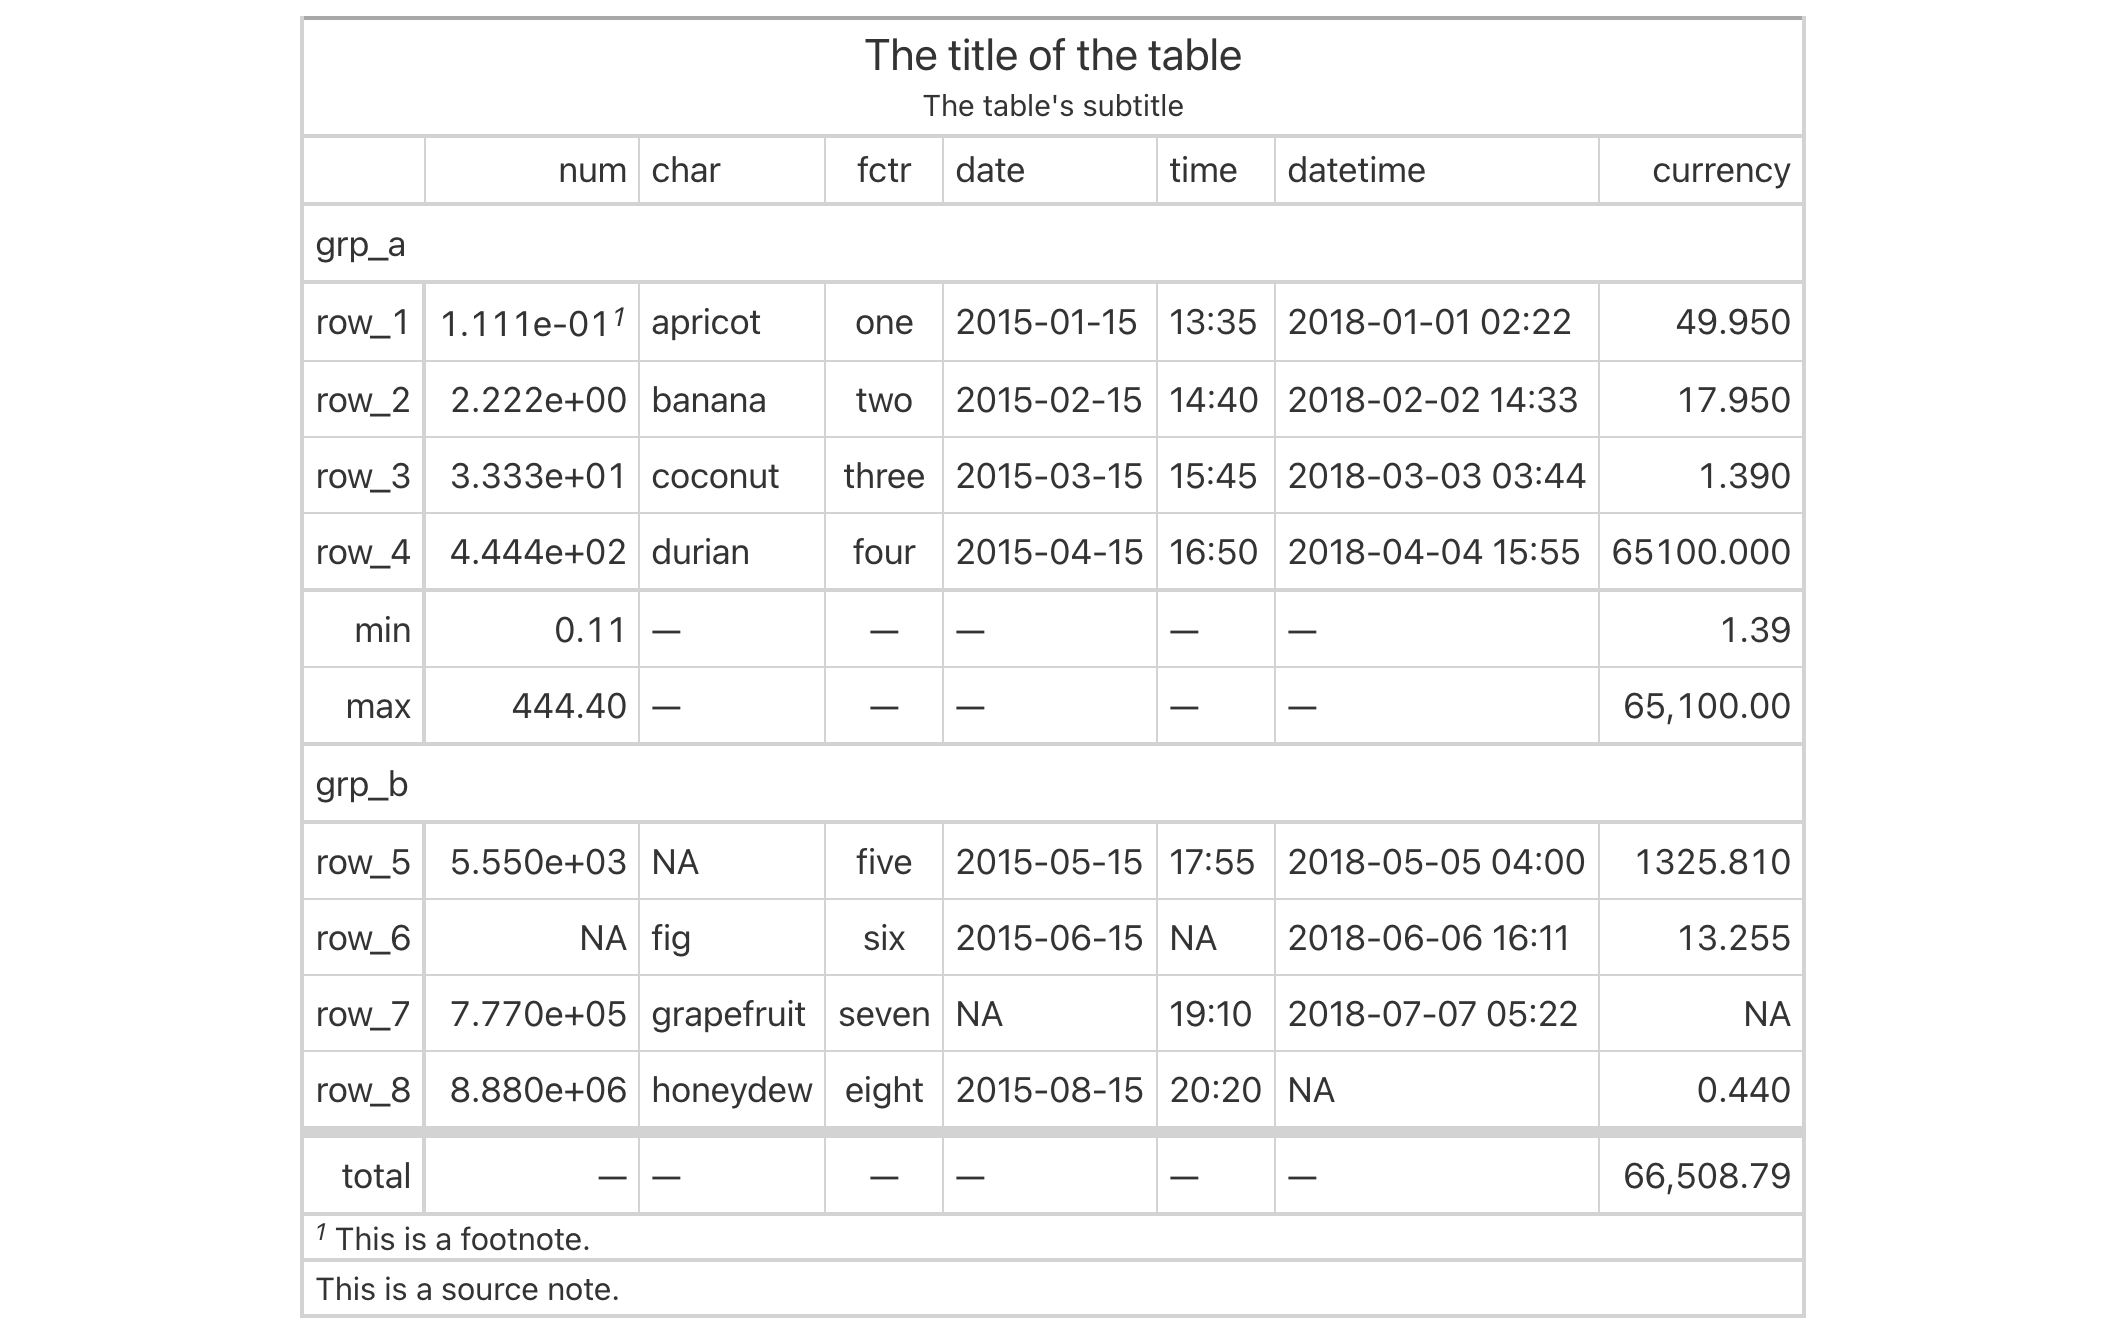 The title of the table
The table's subtitle
num char fctr date time datetime currency
grp_a
row_1 1.111e-01¹ apricot one 2015-01-15 13:35 2018-01-01 02:22 49.950
row_2 2.222e+00 banana two 2015-02-15 14:40 2018-02-02 14:33 17.950
row_3 3.333e+01 coconut three 2015-03-15 15:45 2018-03-03 03:44 1.390
row_4 4.444e+02 durian four 2015-04-15 16:50 2018-04-04 15:55 65100.000
min 0.11 — — — — — 1.39
max 444.40 — — — — — 65,100.00
grp_b
row_5 5.550e+03 NA five 2015-05-15 17:55 2018-05-05 04:00 1325.810
row_6 NA fig six 2015-06-15 NA 2018-06-06 16:11 13.255
row_7 7.770e+05 grapefruit seven NA 19:10 2018-07-07 05:22 NA
row_8 8.880e+06 honeydew eight 2015-08-15 20:20 NA 0.440
total — — — — — — 66,508.79
¹ This is a footnote.
This is a source note.